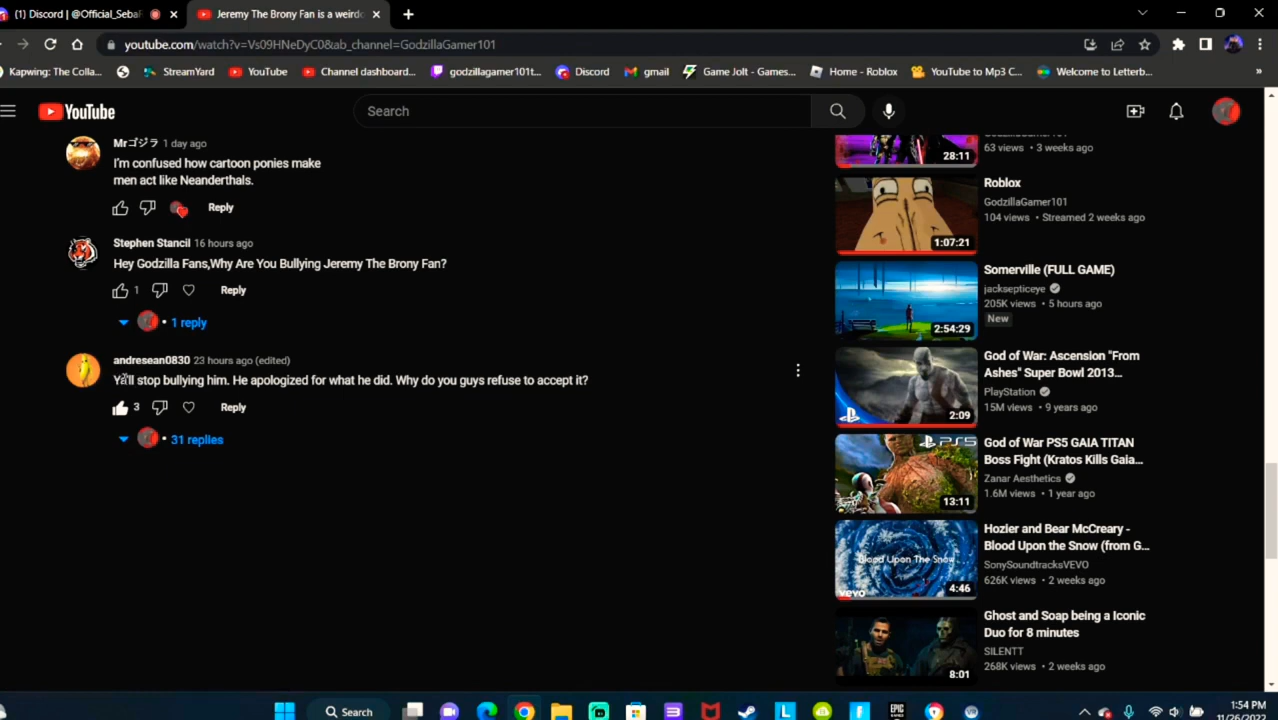 (1) Discord | @Official_Seba
Jeremy The Brony Fan is a weirdo
youtube.com/watch?v=Vs09HNeDyC0&ab_channel=GodzillaGamer101
Kapwing: The Colla...
StreamYard
YouTube
Channel dashboard...
godzillagamer101t...
Discord
gmail
Game Jolt - Games...
Home - Roblox
YouTube to Mp3 C...
Welcome to Letterb...
YouTube
Search
Mrゴジラ 1 day ago
I'm confused how cartoon ponies make
men act like Neanderthals.
Reply
Stephen Stancil 16 hours ago
Hey Godzilla Fans,Why Are You Bullying Jeremy The Brony Fan?
1 Reply
1 reply
andresean0830 23 hours ago (edited)
Ya'll stop bullying him. He apologized for what he did. Why do you guys refuse to accept it?
3 Reply
31 replies
GodzillaGamer101
63 views • 3 weeks ago
28:11
Roblox
GodzillaGamer101
104 views • Streamed 2 weeks ago
1:07:21
Somerville (FULL GAME)
jacksepticeye
205K views • 5 hours ago
New
2:54:29
God of War: Ascension "From
Ashes" Super Bowl 2013...
PlayStation
15M views • 9 years ago
2:09
God of War PS5 GAIA TITAN
Boss Fight (Kratos Kills Gaia...
Zanar Aesthetics
1.6M views • 1 year ago
PS5
13:11
Hozier and Bear McCreary -
Blood Upon the Snow (from G...
SonySoundtracksVEVO
626K views • 2 weeks ago
Blood Upon The Snow
vevo
4:46
Ghost and Soap being a Iconic
Duo for 8 minutes
SILENTT
268K views • 2 weeks ago
8:01
Search
1:54 PM
11/26/2022